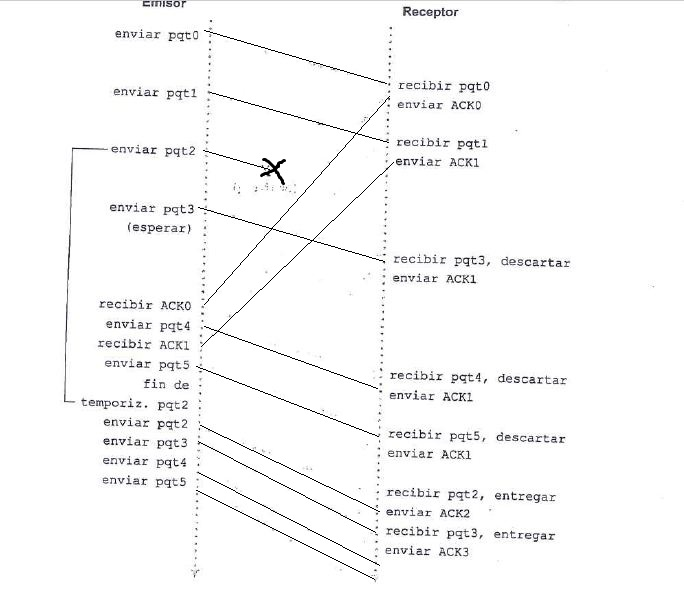 Emisor
Receptor
enviar pqt0
recibir pqt0
enviar ACK0
enviar pqt1
recibir pqt1
enviar ACK1
enviar pqt2
enviar pqt3
(esperar)
recibir pqt3, descartar
enviar ACK1
recibir ACK0
enviar pqt4
recibir ACK1
enviar pqt5
fin de
temporiz. pqt2
recibir pqt4, descartar
enviar ACK1
enviar pqt2
enviar pqt3
enviar pqt4
enviar pqt5
recibir pqt5, descartar
enviar ACK1
recibir pqt2, entregar
enviar ACK2
recibir pqt3, entregar
enviar ACK3